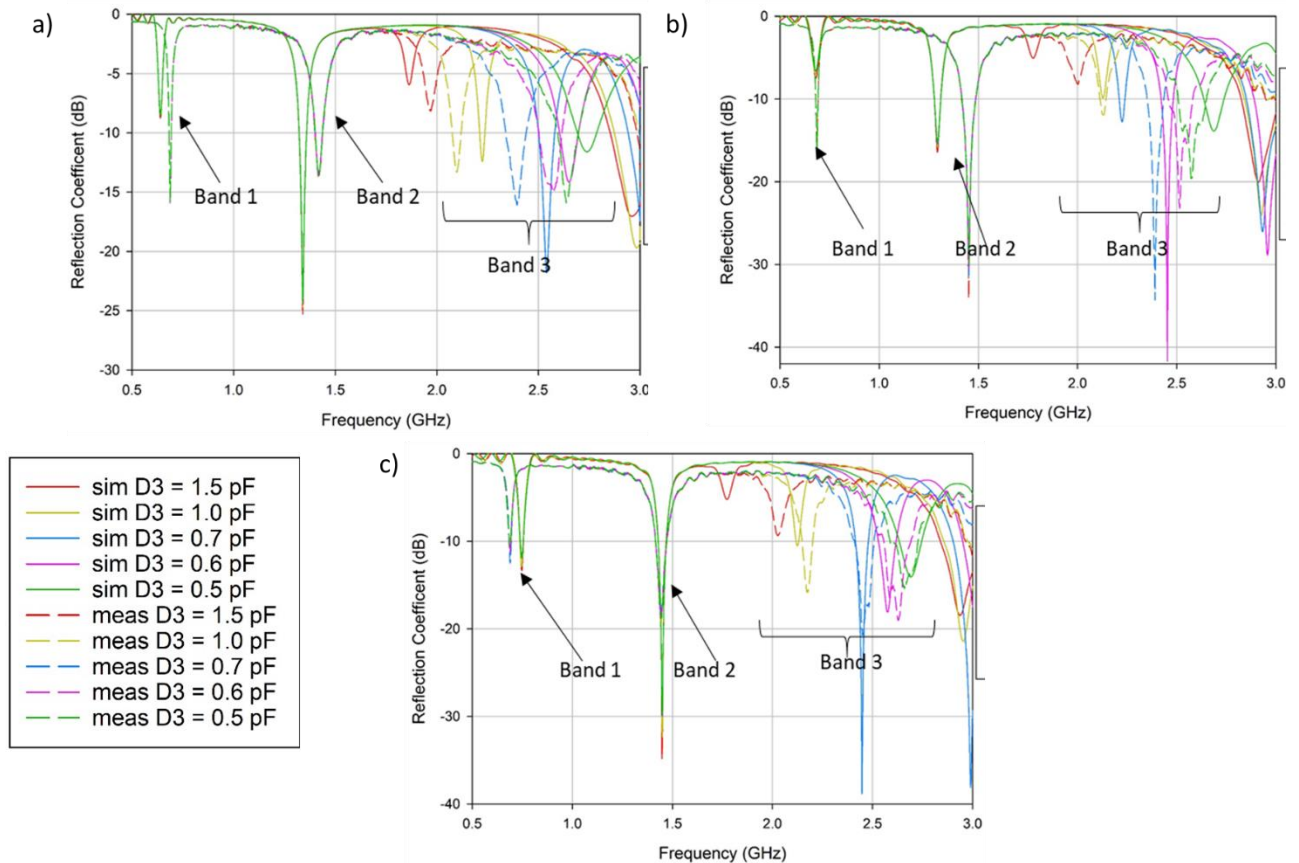 a)
0
-5
-10
-15
-20
-25
-30
Reflection Coefficent (dB)
Band 1
Band 2
Band 3
0.5 1.0 1.5 2.0 2.5 3.0
Frequency (GHz)
b)
0
-10
-20
-30
-40
Reflection Coefficent (dB)
Band 1
Band 2
Band 3
0.5 1.0 1.5 2.0 2.5 3.0
Frequency (GHz)
sim D3 = 1.5 pF
sim D3 = 1.0 pF
sim D3 = 0.7 pF
sim D3 = 0.6 pF
sim D3 = 0.5 pF
meas D3 = 1.5 pF
meas D3 = 1.0 pF
meas D3 = 0.7 pF
meas D3 = 0.6 pF
meas D3 = 0.5 pF
c)
0
-10
-20
-30
-40
Reflection Coefficent (dB)
Band 1
Band 2
Band 3
0.5 1.0 1.5 2.0 2.5 3.0
Frequency (GHz)